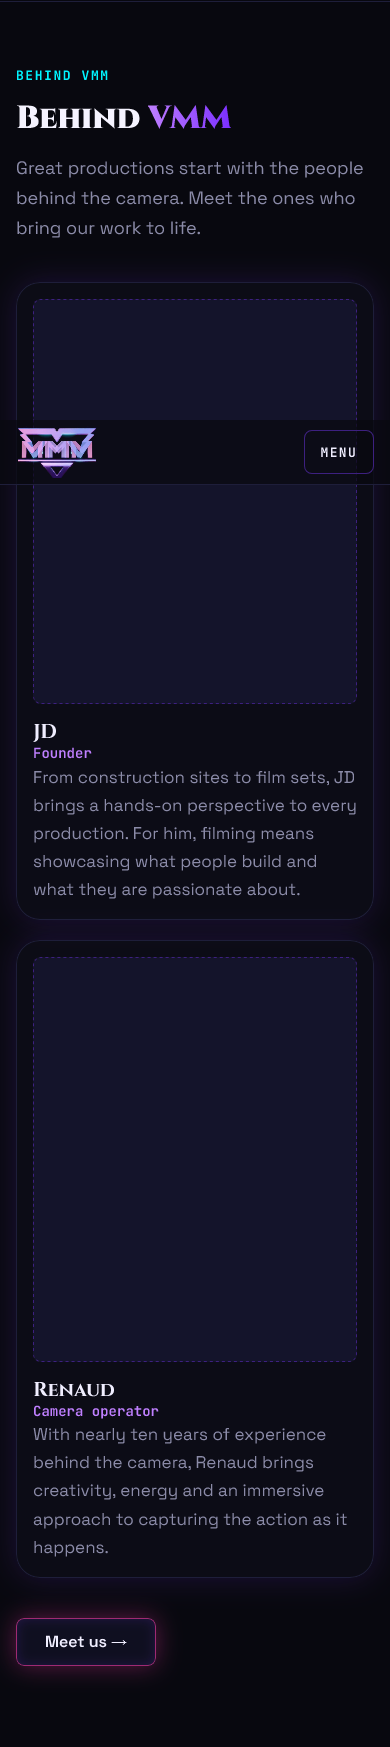 BEHIND VMM
Behind VMM
Great productions start with the people
behind the camera. Meet the ones who
bring our work to life.
MMM
MENU
JD
Founder
From construction sites to film sets, JD
brings a hands-on perspective to every
production. For him, filming means
showcasing what people build and
what they are passionate about.
Renaud
Camera operator
With nearly ten years of experience
behind the camera, Renaud brings
creativity, energy and an immersive
approach to capturing the action as it
happens.
Meet us →